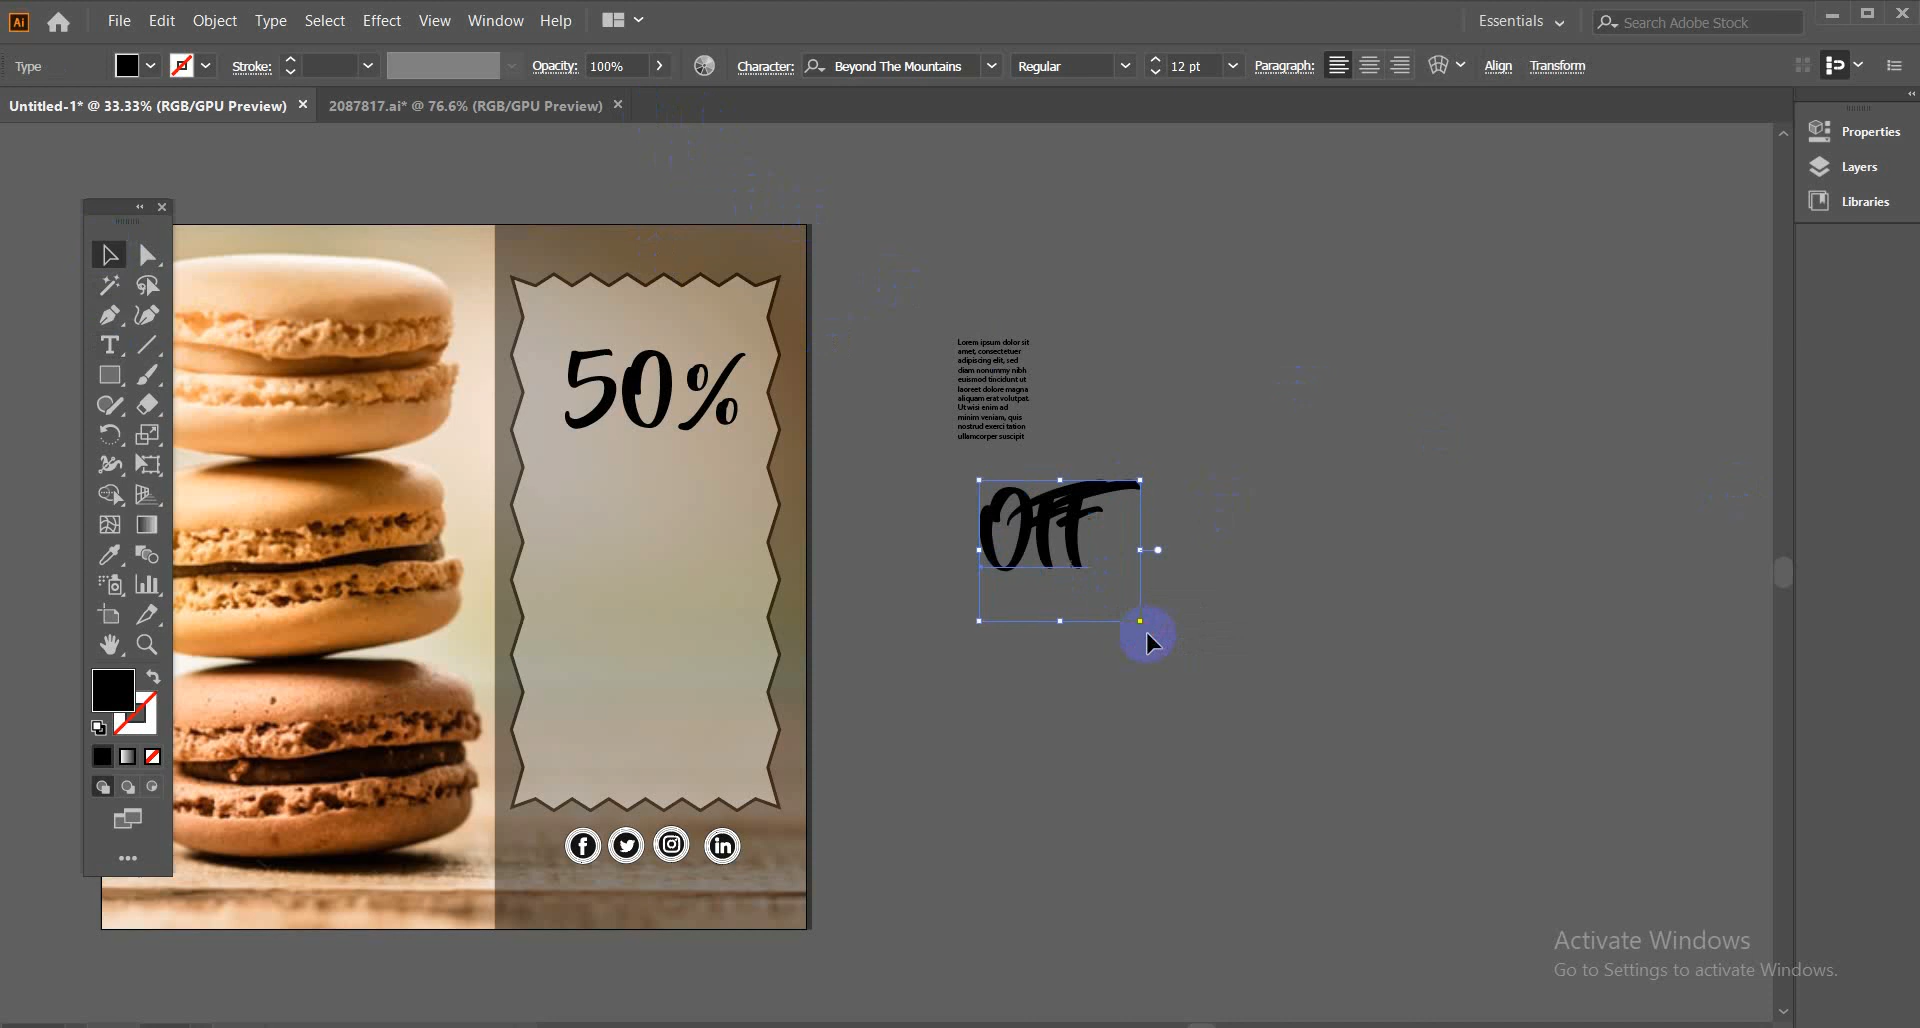 Ai File Edit Object Type Select Effect View Window Help Essentials Search Adobe Stock
Type Stroke: Opacity: 100% Character: Beyond The Mountains Regular 12 pt Paragraph: Align Transform
Untitled-1* @ 33.33% (RGB/GPU Preview) × 2087817.ai* @ 76.6% (RGB/GPU Preview) ×
Properties
Layers
Libraries
50%
Lorem ipsum dolor sit
amet, consectetuer
adipiscing elit, sed
diam nonummy nibh
euismod tincidunt ut
laoreet dolore magna
aliquam erat volutpat.
Ut wisi enim ad
minim veniam, quis
nostrud exerci tation
ullamcorper suscipit
OFF
f in
Activate Windows
Go to Settings to activate Windows.